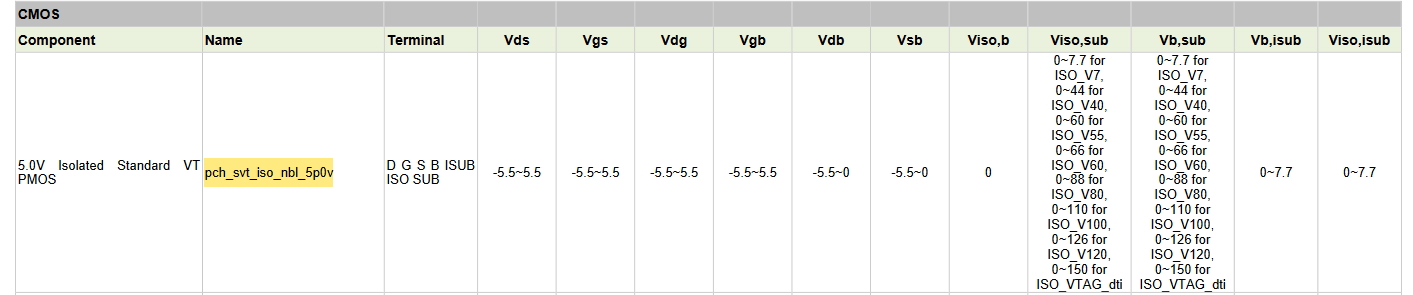 CMOS
Component Name Terminal Vds Vgs Vdg Vgb Vdb Vsb Viso,b Viso,sub Vb,sub Vb,isub Viso,isub
5.0V Isolated Standard VT PMOS
pch_svt_iso_nbl_5p0v
D G S B ISUB
ISO SUB
-5.5~5.5
-5.5~5.5
-5.5~5.5
-5.5~5.5
-5.5~0
-5.5~0
0
0~7.7 for
ISO_V7,
0~44 for
ISO_V40,
0~60 for
ISO_V55,
0~66 for
ISO_V60,
0~88 for
ISO_V80,
0~110 for
ISO_V100,
0~126 for
ISO_V120,
0~150 for
ISO_VTAG_dti
0~7.7 for
ISO_V7,
0~44 for
ISO_V40,
0~60 for
ISO_V55,
0~66 for
ISO_V60,
0~88 for
ISO_V80,
0~110 for
ISO_V100,
0~126 for
ISO_V120,
0~150 for
ISO_VTAG_dti
0~7.7
0~7.7